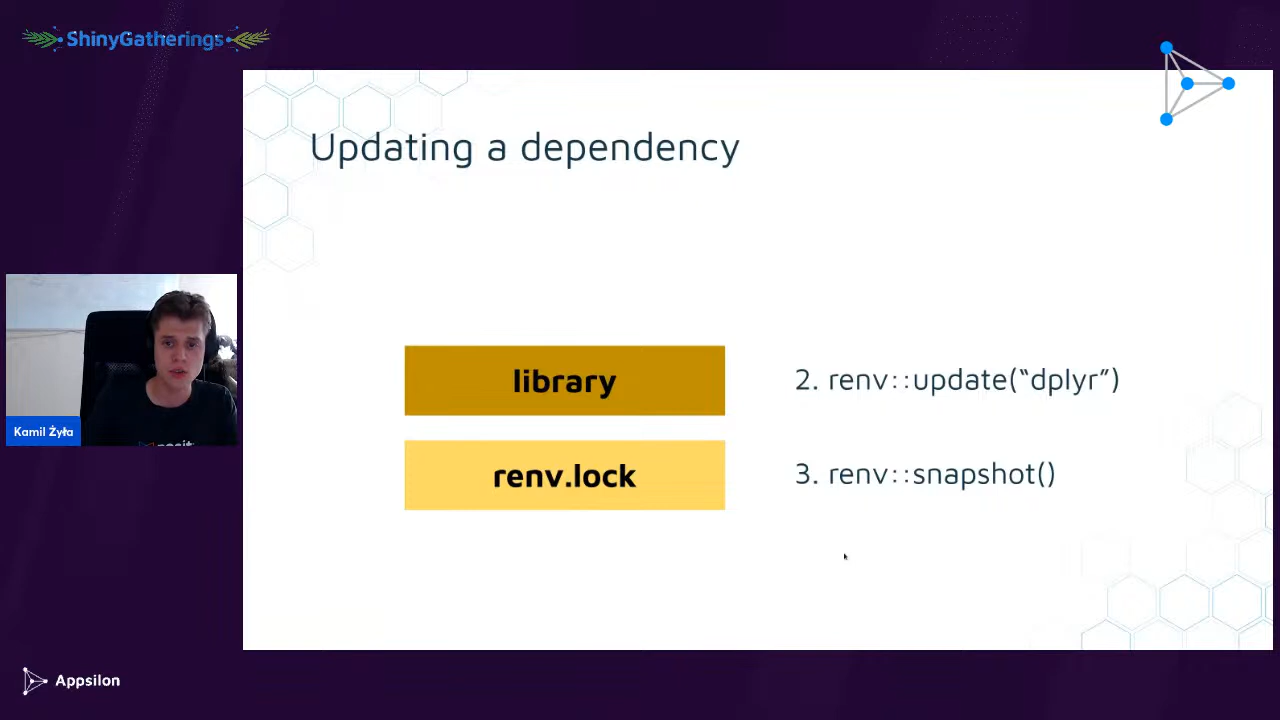 ShinyGatherings
Updating a dependency
library
2. renv::update(“dplyr”)
renv.lock
3. renv::snapshot()
Kamil Żyła
Appsilon